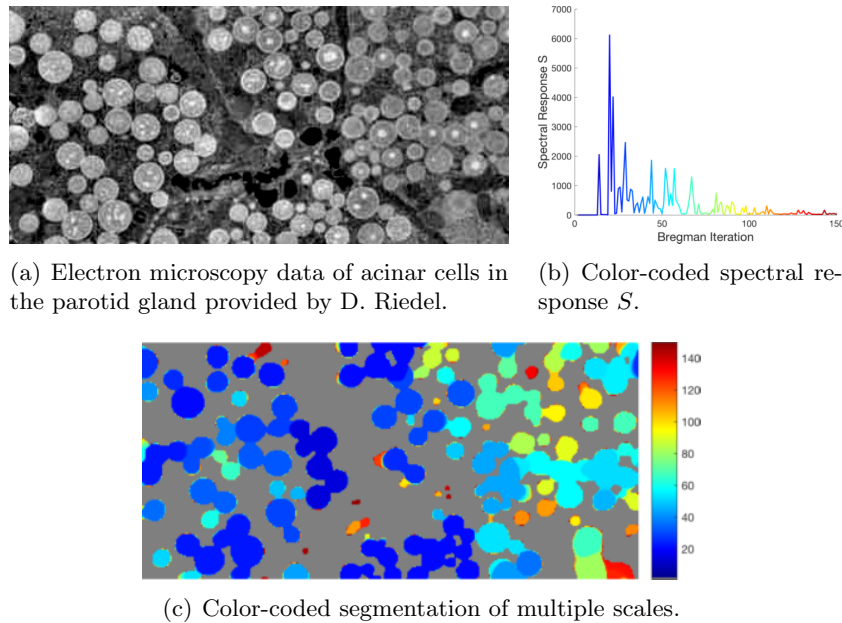 7000
6000
5000
4000
3000
2000
1000
0
Spectral Response S
0
50
100
150
Bregman Iteration
(a) Electron microscopy data of acinar cells in
the parotid gland provided by D. Riedel.
(b) Color-coded spectral re-
sponse S.
140
120
100
80
60
40
20
(c) Color-coded segmentation of multiple scales.